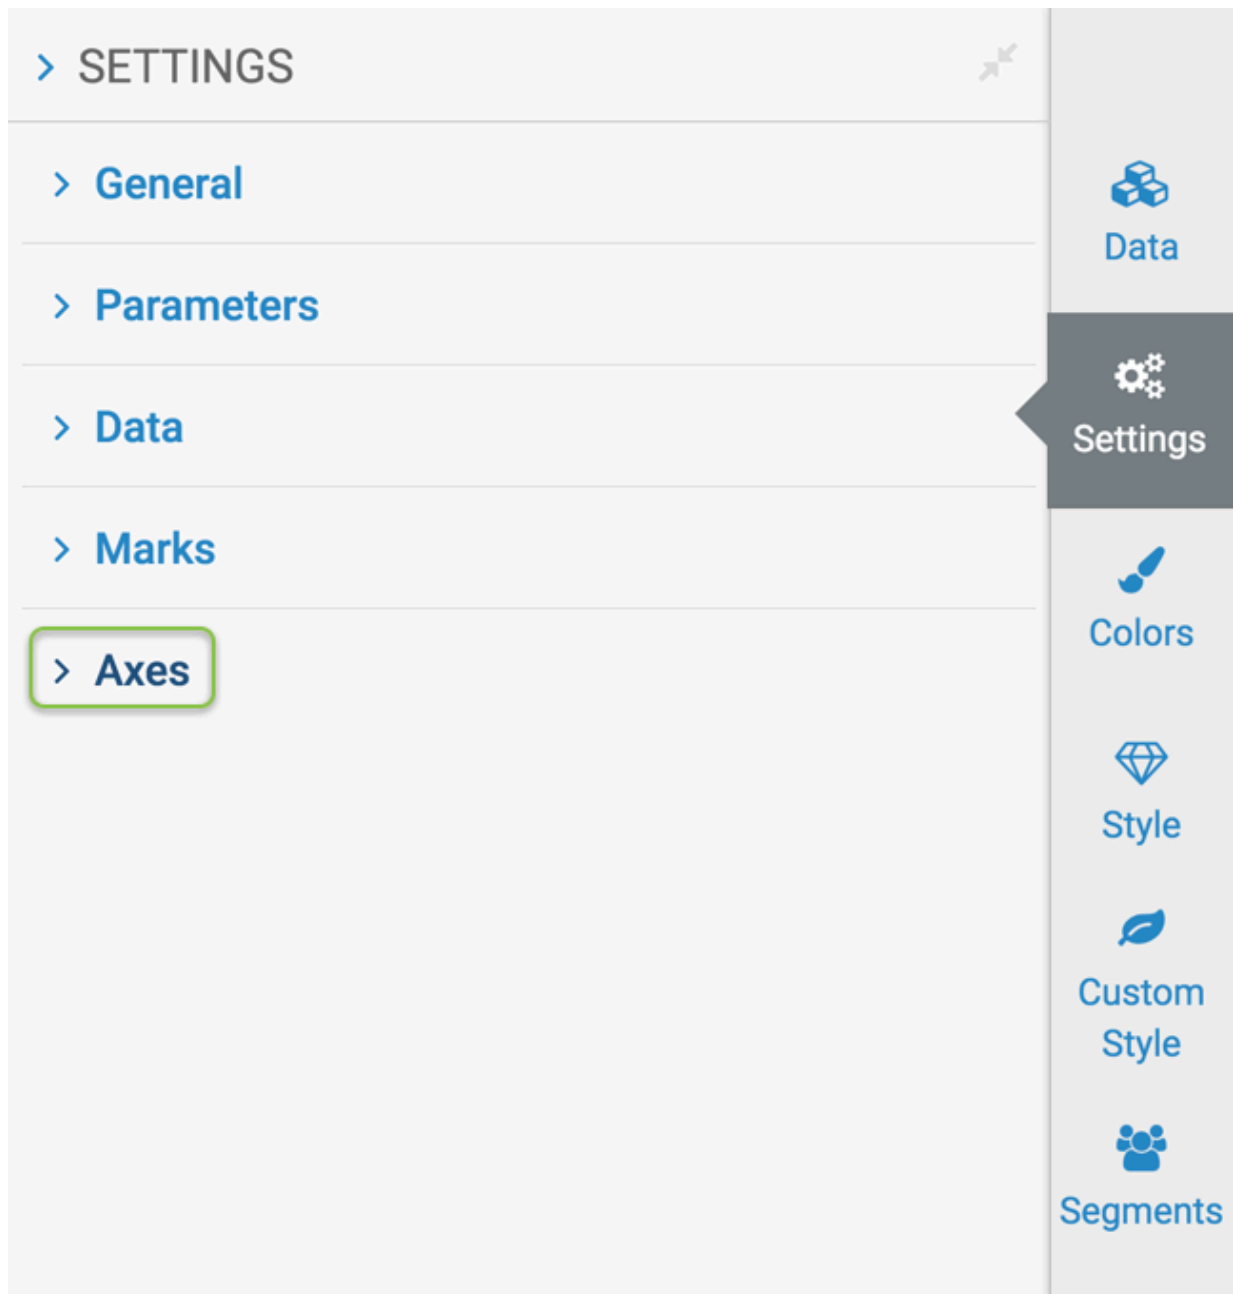 SETTINGS
General
Parameters
Data
Marks
Axes
Data
Settings
Colors
Style
Custom
Style
Segments